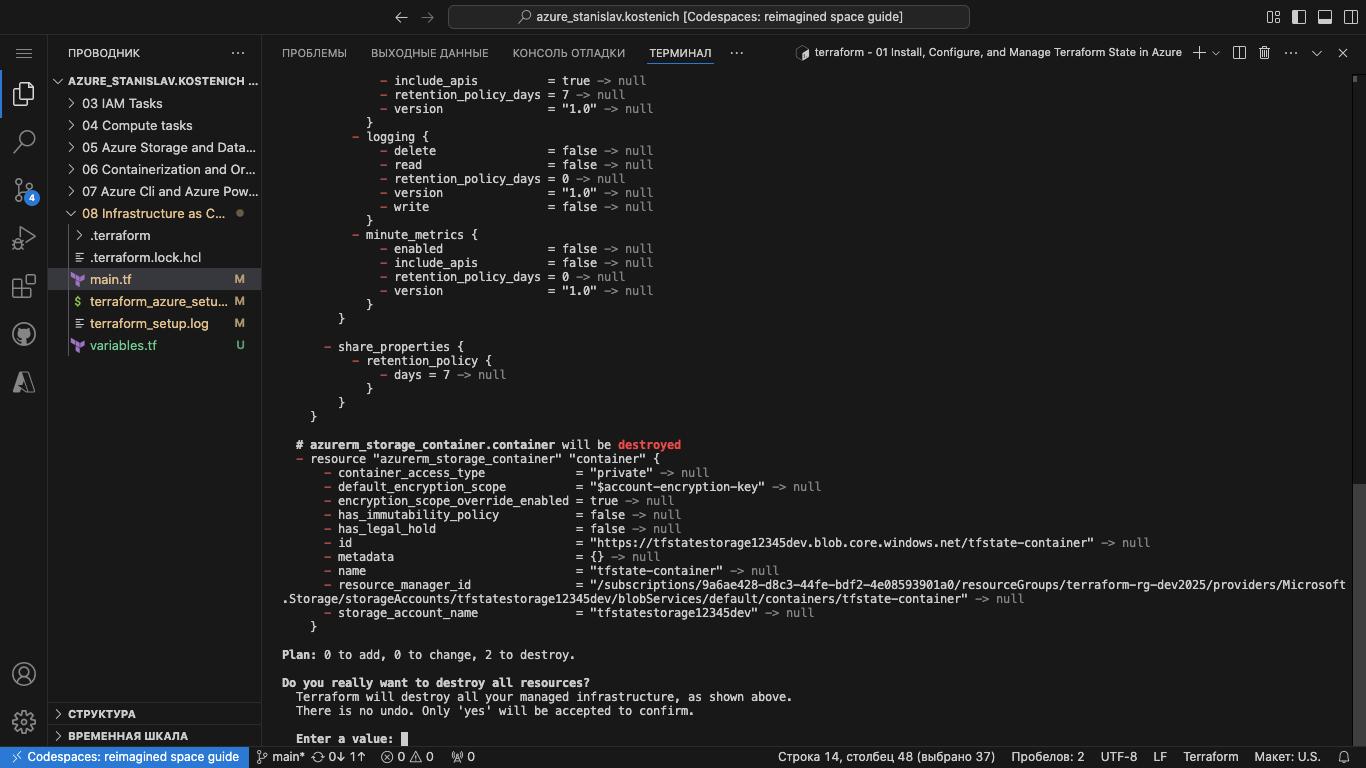 azure_stanislav.kostenich [Codespaces: reimagined space guide]
ПРОВОДНИК
AZURE_STANISLAV.KOSTENICH ...
03 IAM Tasks
04 Compute tasks
05 Azure Storage and Data...
06 Containerization and Or...
07 Azure Cli and Azure Pow...
08 Infrastructure as C...
.terraform
.terraform.lock.hcl
main.tf M
$ terraform_azure_setu... M
terraform_setup.log M
variables.tf U
СТРУКТУРА
ВРЕМЕННАЯ ШКАЛА
4
ПРОБЛЕМЫ ВЫХОДНЫЕ ДАННЫЕ КОНСОЛЬ ОТЛАДКИ ТЕРМИНАЛ ... terraform - 01 Install, Configure, and Manage Terraform State in Azure
- include_apis = true -> null
- retention_policy_days = 7 -> null
- version = "1.0" -> null
}
- logging {
- delete = false -> null
- read = false -> null
- retention_policy_days = 0 -> null
- version = "1.0" -> null
- write = false -> null
}
- minute_metrics {
- enabled = false -> null
- include_apis = false -> null
- retention_policy_days = 0 -> null
- version = "1.0" -> null
}
}
- share_properties {
- retention_policy {
- days = 7 -> null
}
}
}
# azurerm_storage_container.container will be destroyed
- resource "azurerm_storage_container" "container" {
- container_access_type = "private" -> null
- default_encryption_scope = "$account-encryption-key" -> null
- encryption_scope_override_enabled = true -> null
- has_immutability_policy = false -> null
- has_legal_hold = false -> null
- id = "https://tfstatestorage12345dev.blob.core.windows.net/tfstate-container" -> null
- metadata = {} -> null
- name = "tfstate-container" -> null
- resource_manager_id = "/subscriptions/9a6ae428-d8c3-44fe-bdf2-4e08593901a0/resourceGroups/terraform-rg-dev2025/providers/Microsoft
.Storage/storageAccounts/tfstatestorage12345dev/blobServices/default/containers/tfstate-container" -> null
- storage_account_name = "tfstatestorage12345dev" -> null
}
Plan: 0 to add, 0 to change, 2 to destroy.
Do you really want to destroy all resources?
Terraform will destroy all your managed infrastructure, as shown above.
There is no undo. Only 'yes' will be accepted to confirm.
Enter a value:
Codespaces: reimagined space guide main* 0↓ 1↑ 0 0 0 Строка 14, столбец 48 (выбрано 37) Пробелов: 2 UTF-8 LF Terraform Макет: U.S.